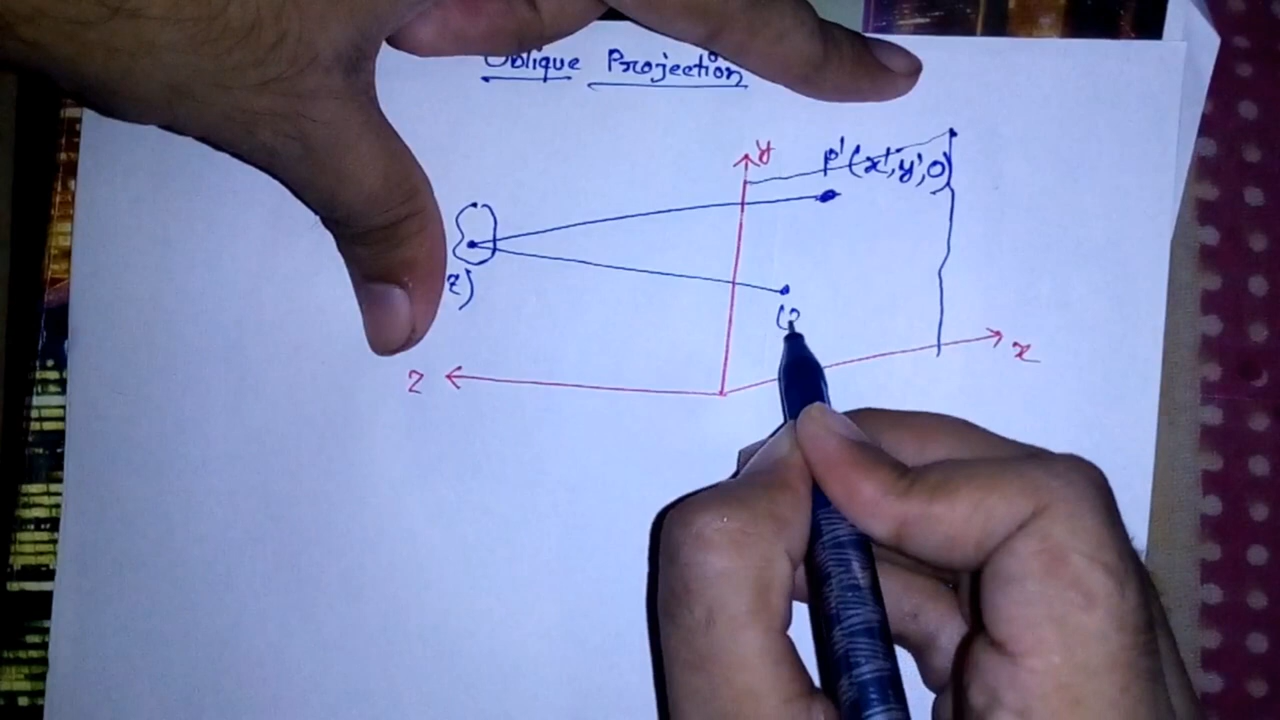 Oblique Projection
y
p'(x',y',0)
z)
(
z
x